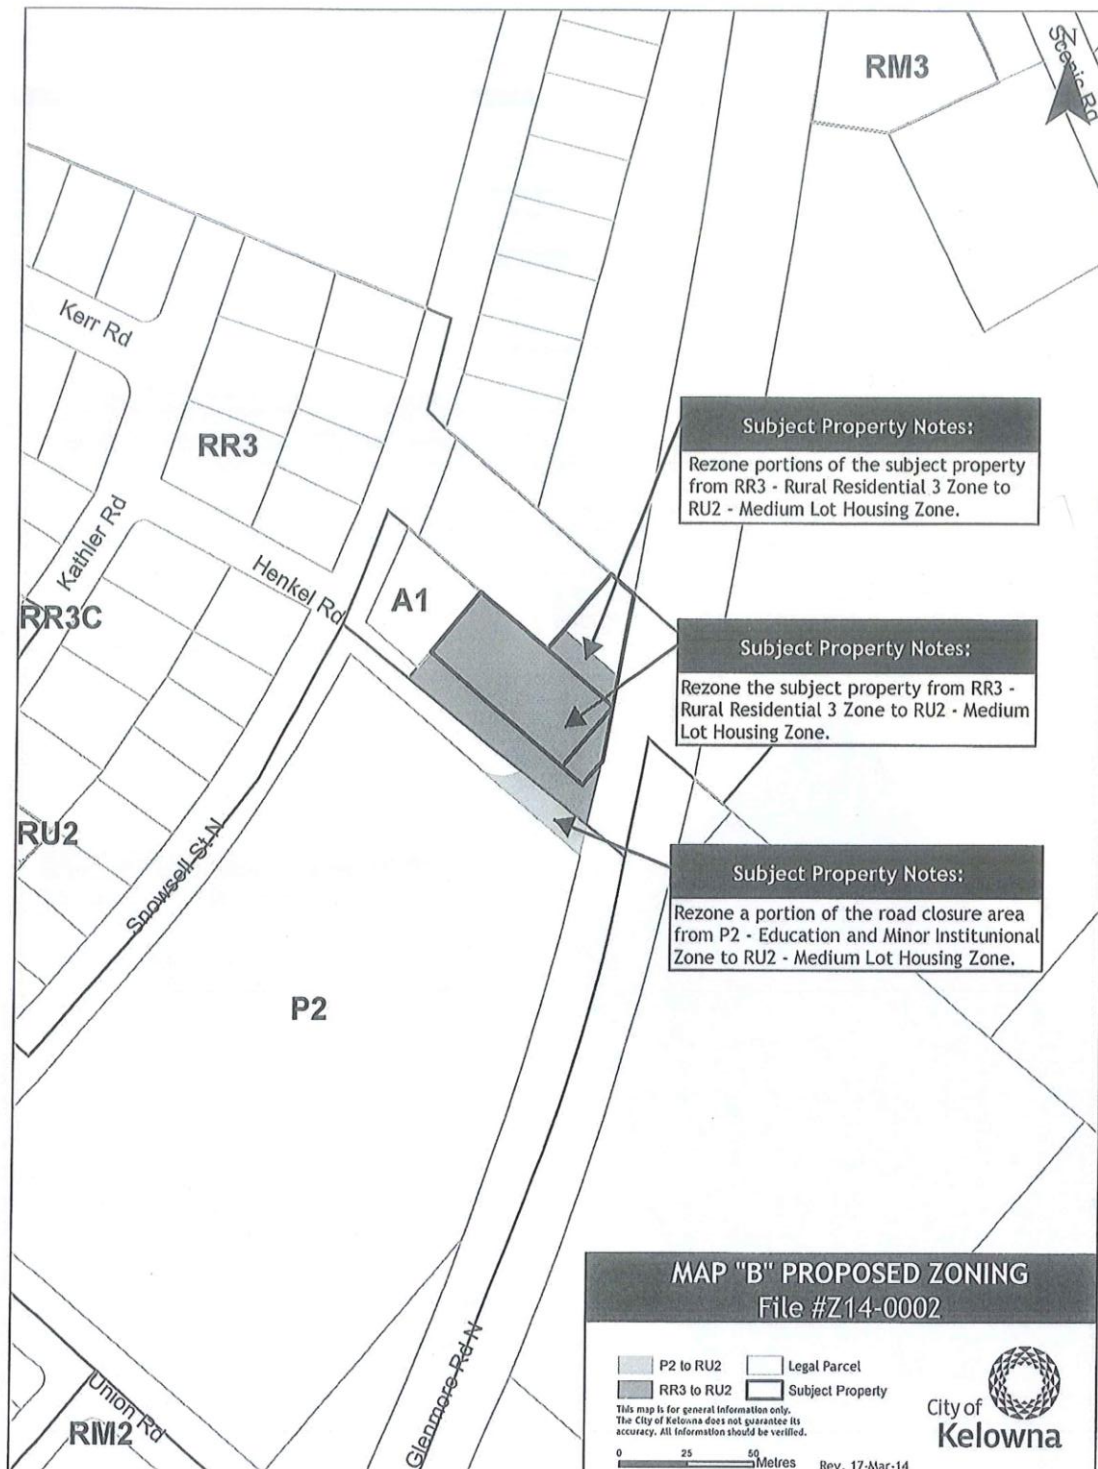 RM3
Scenic Rd
N
Kerr Rd
RR3
Subject Property Notes:
Rezone portions of the subject property
from RR3 - Rural Residential 3 Zone to
RU2 - Medium Lot Housing Zone.
Kathler Rd
Henkel Rd
A1
RR3C
Subject Property Notes:
Rezone the subject property from RR3 -
Rural Residential 3 Zone to RU2 - Medium
Lot Housing Zone.
RU2
Snowsell St N
Subject Property Notes:
Rezone a portion of the road closure area
from P2 - Education and Minor Institunional
Zone to RU2 - Medium Lot Housing Zone.
P2
Glenmore Rd N
Union Rd
RM2
MAP "B" PROPOSED ZONING
File #Z14-0002
P2 to RU2
Legal Parcel
RR3 to RU2
Subject Property
This map is for general information only.
The City of Kelowna does not guarantee its
accuracy. All information should be verified.
0 25 50
Metres
Rev. 17-Mar-14
City of
Kelowna